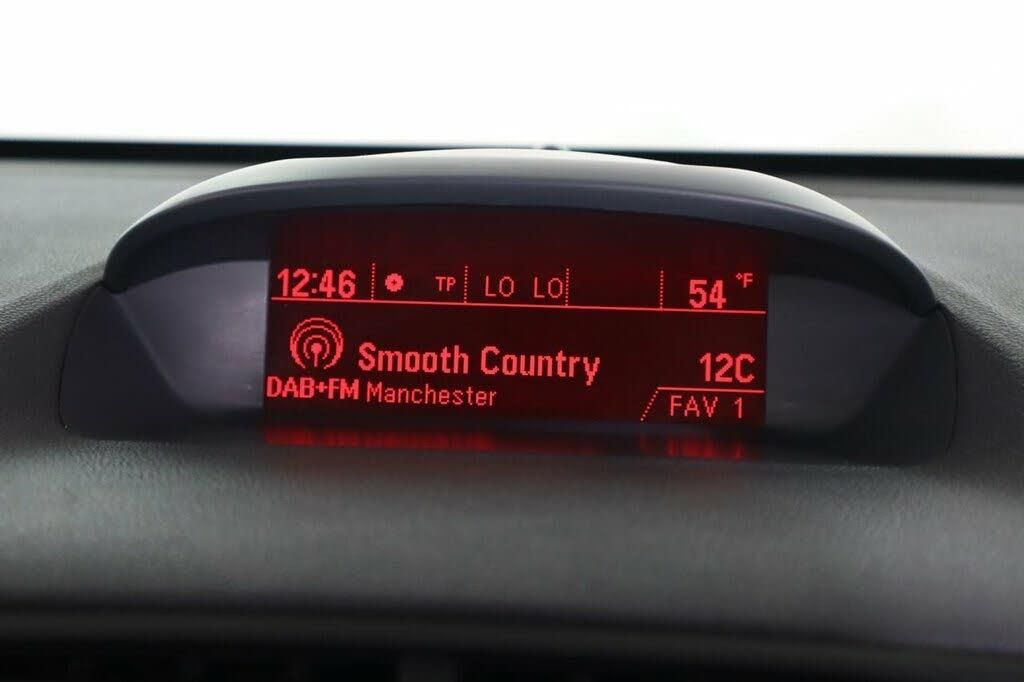 12:46 TP LO LO 54 °F
Smooth Country 12C
DAB+FM Manchester FAV 1